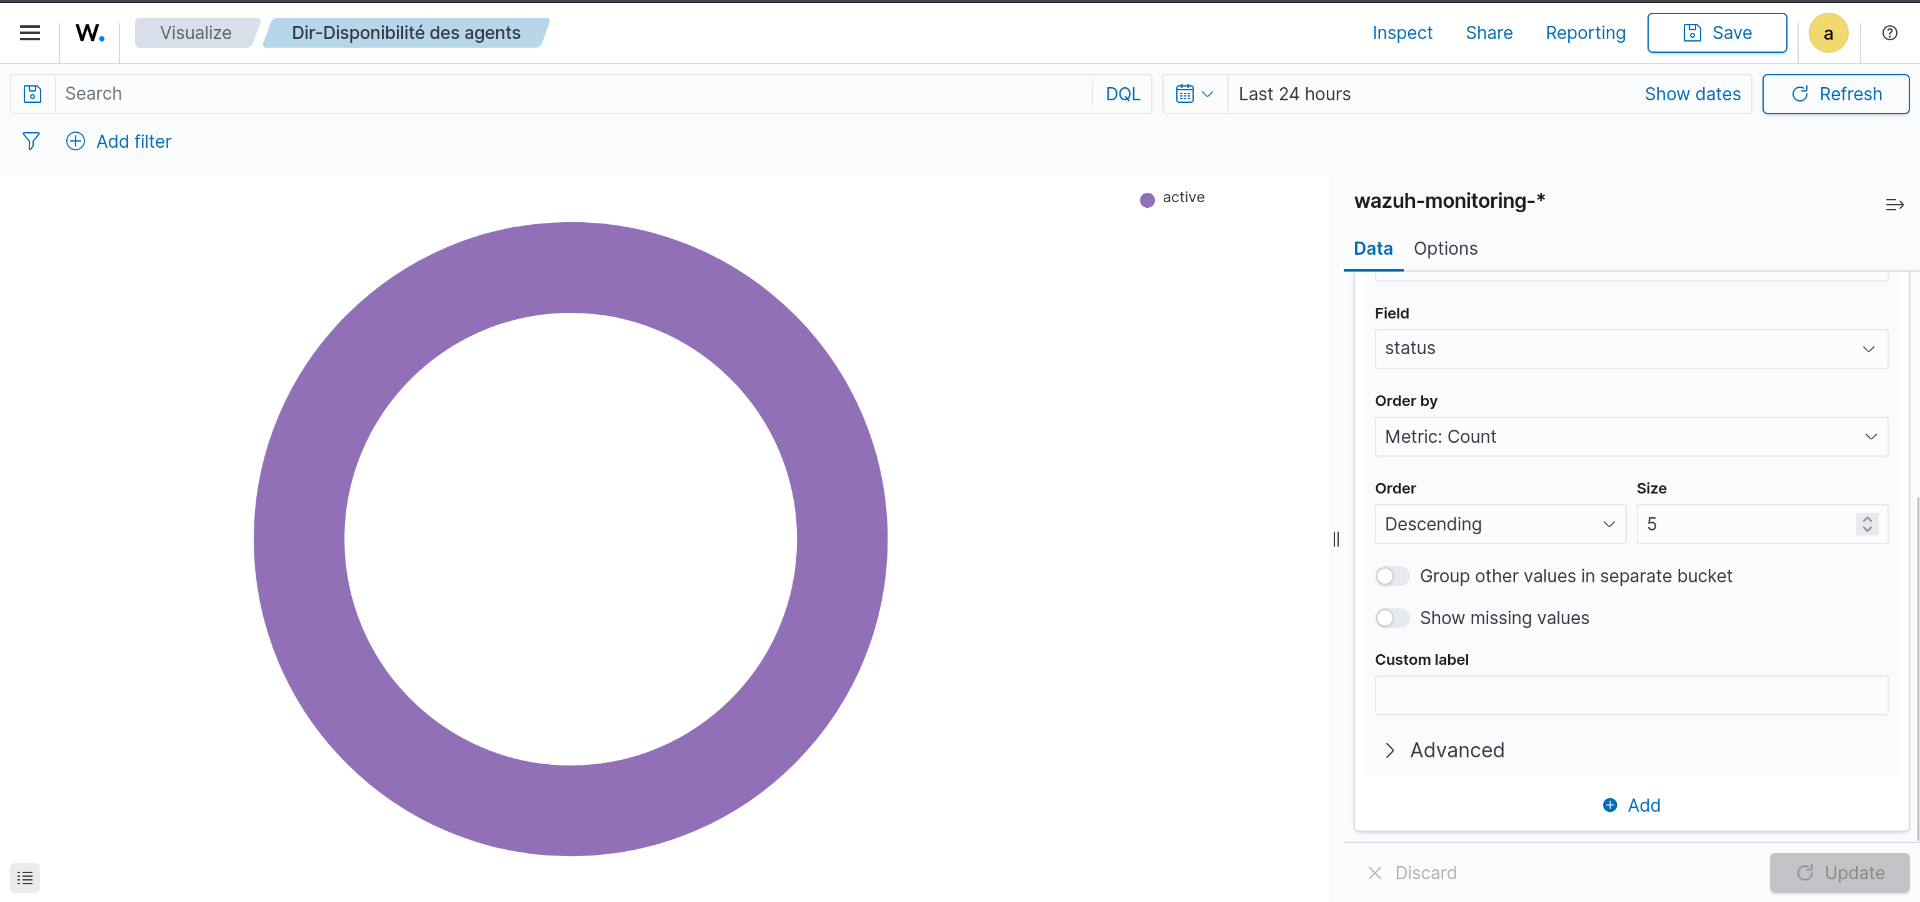 W.
Visualize
Dir-Disponibilité des agents
Inspect
Share
Reporting
Save
a
Search
DQL
Last 24 hours
Show dates
Refresh
Add filter
active
wazuh-monitoring-*
Data
Options
Field
status
Order by
Metric: Count
Order
Size
Descending
5
Group other values in separate bucket
Show missing values
Custom label
Advanced
Add
Discard
Update